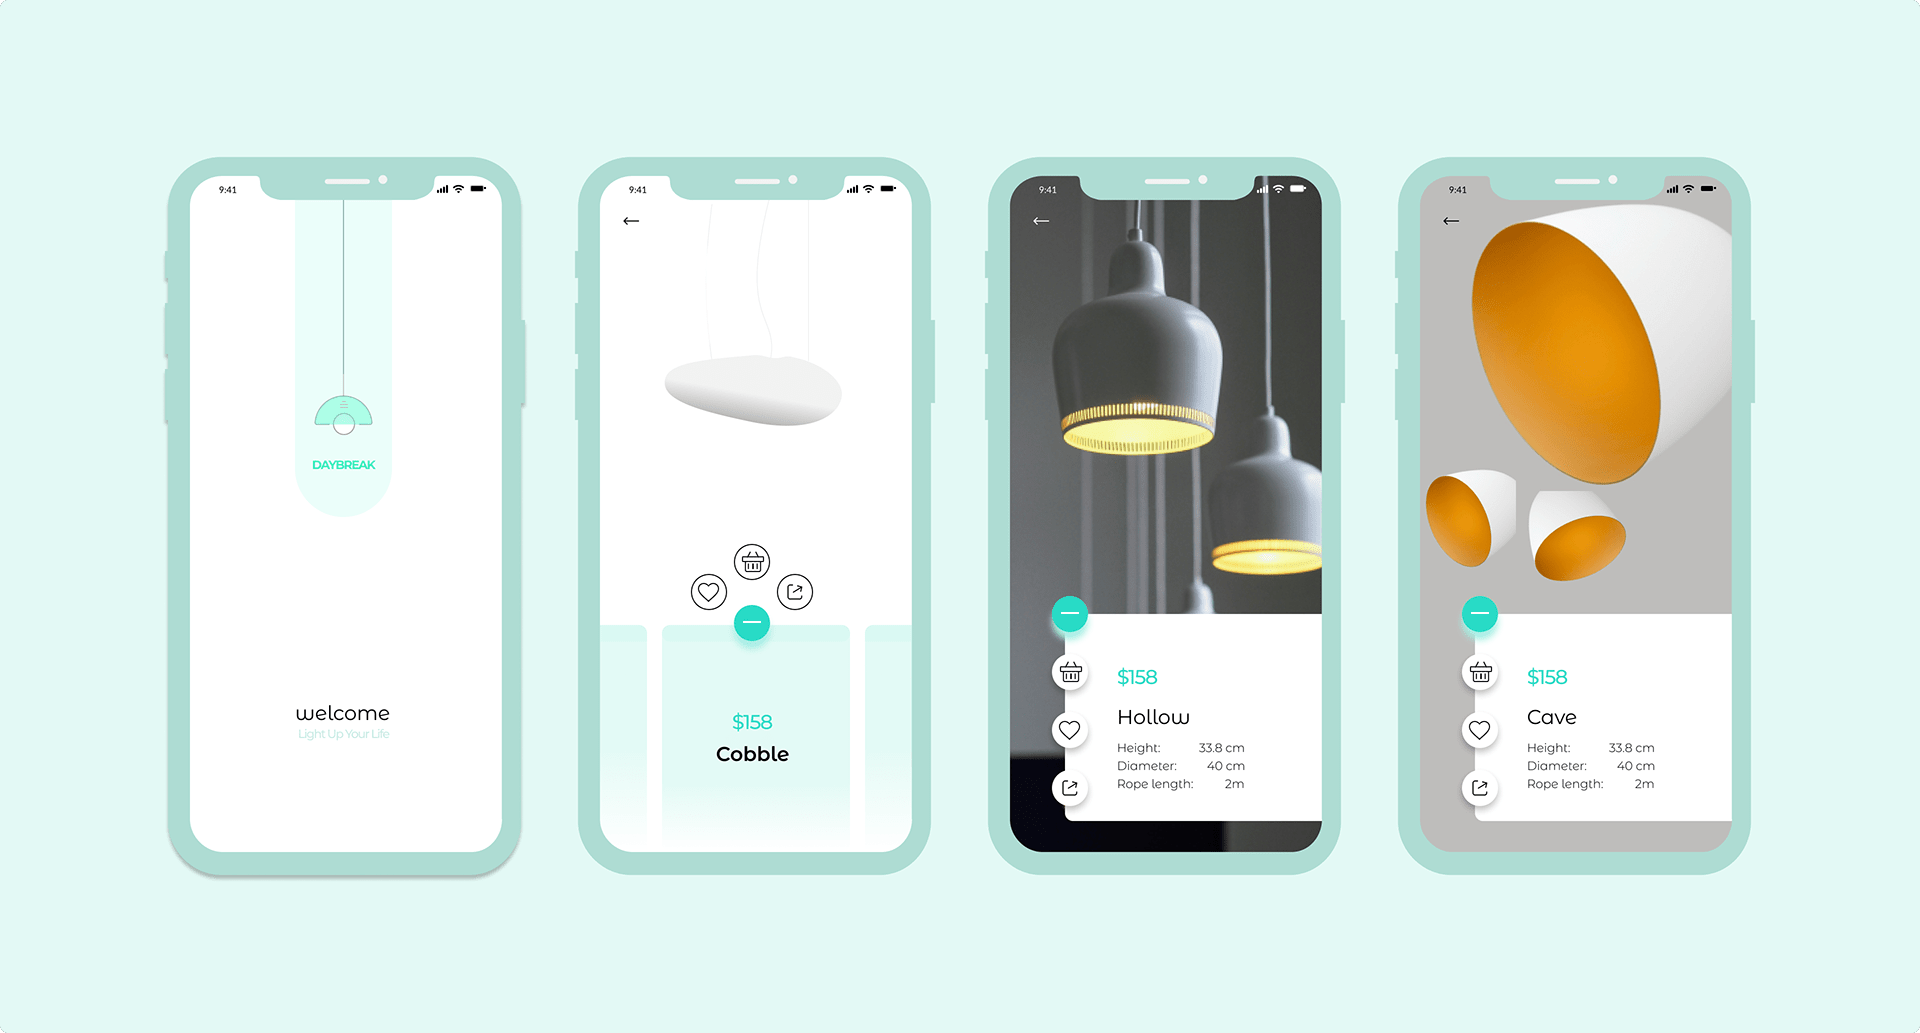 9:41
DAYBREAK
welcome
Light Up Your Life
9:41
$158
Cobble
9:41
$158
Hollow
Height: 33.8 cm
Diameter: 40 cm
Rope length: 2m
9:41
$158
Cave
Height: 33.8 cm
Diameter: 40 cm
Rope length: 2m